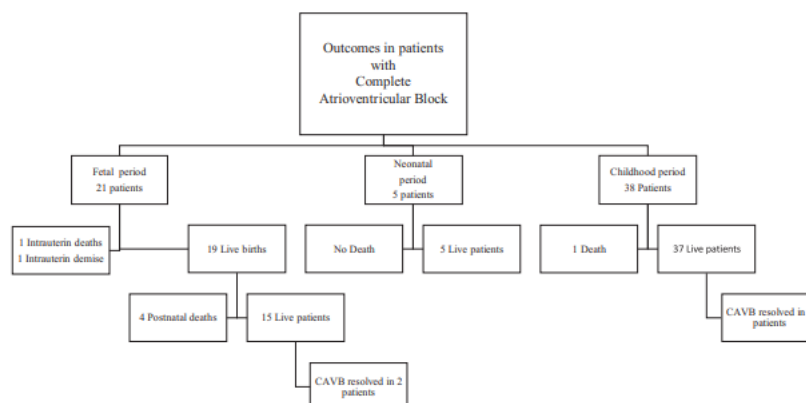 Outcomes in patients
with
Complete
Atrioventricular Block
Fetal period
21 patients
Neonatal
period
5 patients
Childhood period
38 Patients
1 Intrauterin deaths
1 Intrauterin demise
19 Live births
No Death
5 Live patients
1 Death
37 Live patients
4 Postnatal deaths
15 Live patients
CAVB resolved in
patients
CAVB resolved in 2
patients